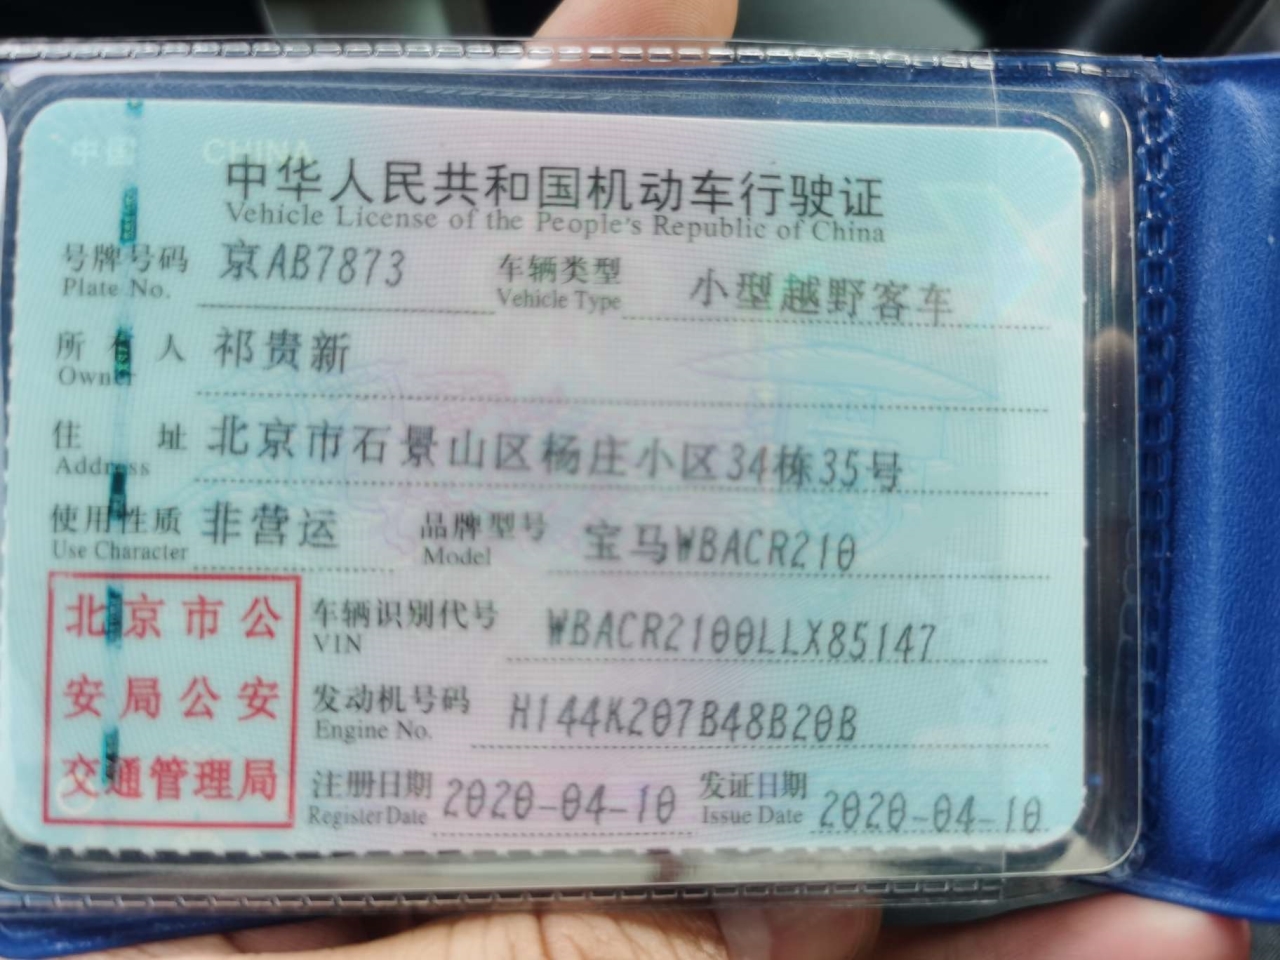 中国 CHINA
中华人民共和国机动车行驶证
Vehicle License of the People's Republic of China
号牌号码 京AB7873 车辆类型 小型越野客车
Plate No. Vehicle Type
所有人 祁贵新
Owner
住址 北京市石景山区杨庄小区34栋35号
Address
使用性质 非营运 品牌型号 宝马WBACR210
Use Character Model
北京市公
安局公安
交通管理局
车辆识别代号 WBACR2100LLX85147
VIN
发动机号码 H144K207B48B20B
Engine No.
注册日期 2020-04-10 发证日期 2020-04-10
Register Date Issue Date